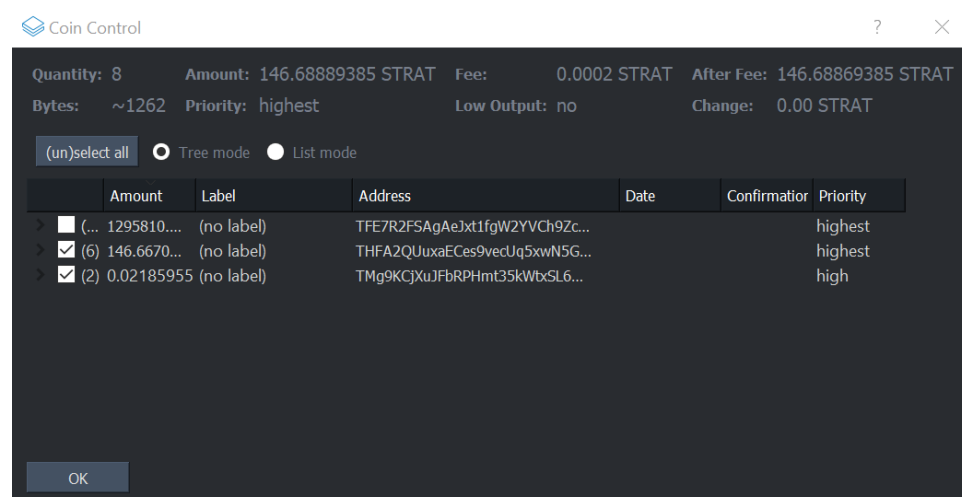 Coin Control ?
Quantity: 8 Amount: 146.68889385 STRAT Fee: 0.0002 STRAT After Fee: 146.68869385 STRAT
Bytes: ~1262 Priority: highest Low Output: no Change: 0.00 STRAT
(un)select all Tree mode List mode
Amount Label Address Date Confirmation Priority
(... 1295810.... (no label) TFE7R2FSAgAeJxt1fgW2YVCh9Zc... highest
(6) 146.6670... (no label) THFA2QUuxaECes9vecUq5xwN5G... highest
(2) 0.02185955 (no label) TMg9KCjXuJFbRPHmt35kWtxSL6... high
OK